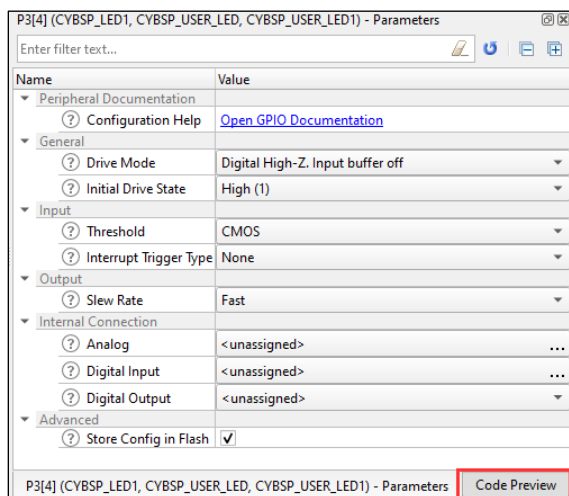 P3[4] (CYBSP_LED1, CYBSP_USER_LED, CYBSP_USER_LED1) - Parameters
Enter filter text...
Name Value
Peripheral Documentation
Configuration Help Open GPIO Documentation
General
Drive Mode Digital High-Z. Input buffer off
Initial Drive State High (1)
Input
Threshold CMOS
Interrupt Trigger Type None
Output
Slew Rate Fast
Internal Connection
Analog <unassigned> ...
Digital Input <unassigned> ...
Digital Output <unassigned>
Advanced
Store Config in Flash
P3[4] (CYBSP_LED1, CYBSP_USER_LED, CYBSP_USER_LED1) - Parameters Code Preview